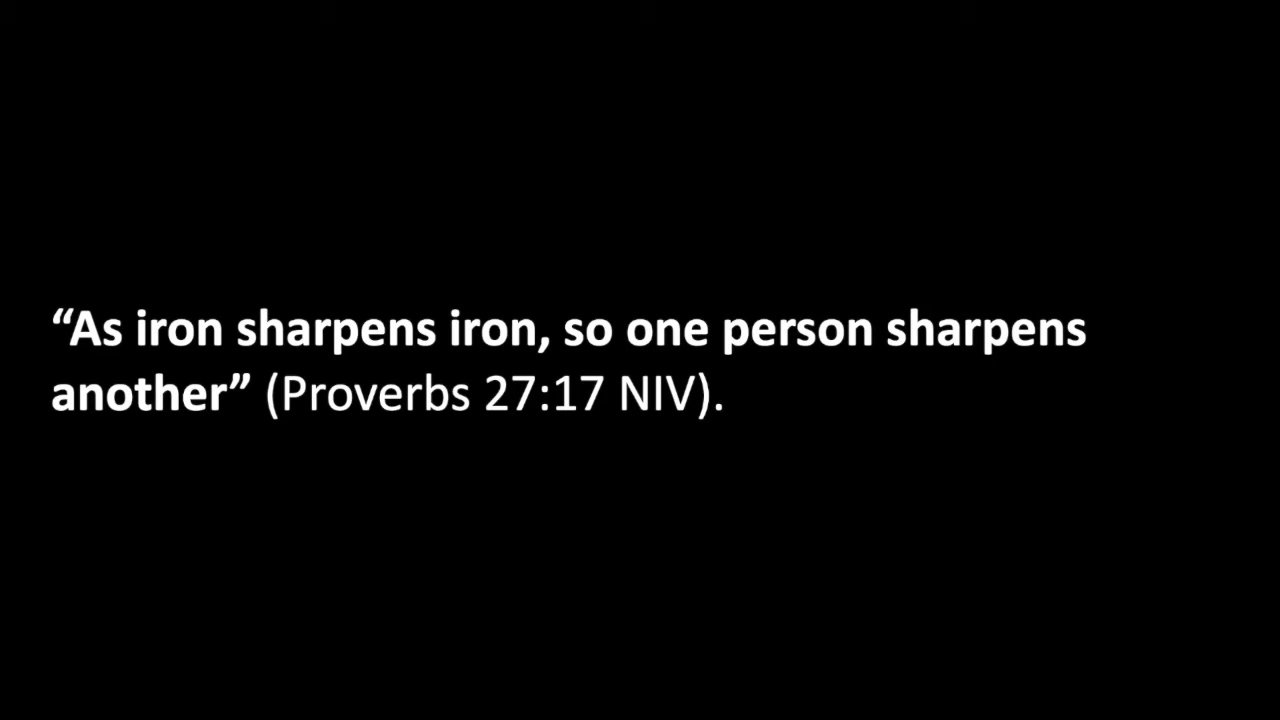 “As iron sharpens iron, so one person sharpens
another” (Proverbs 27:17 NIV).